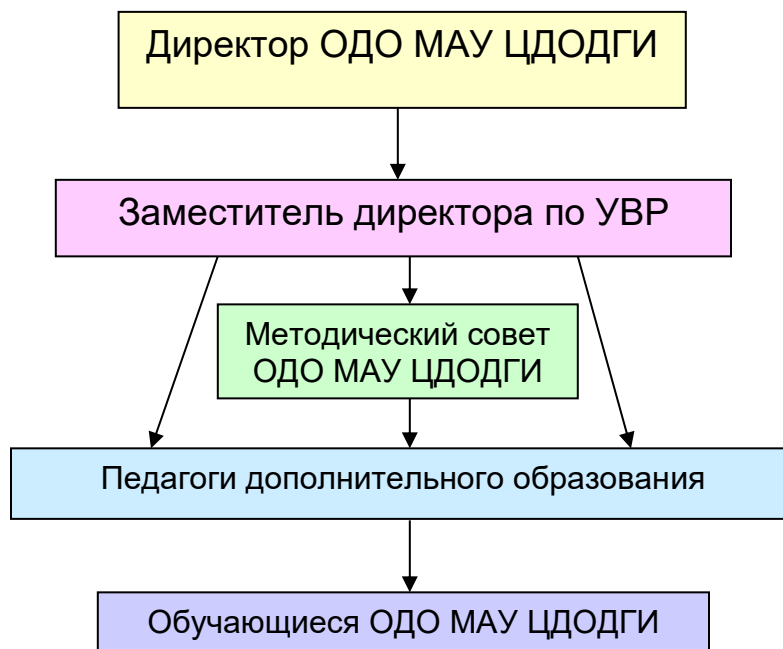 Директор ОДО МАУ ЦДОДГИ
Заместитель директора по УВР
Методический совет
ОДО МАУ ЦДОДГИ
Педагоги дополнительного образования
Обучающиеся ОДО МАУ ЦДОДГИ